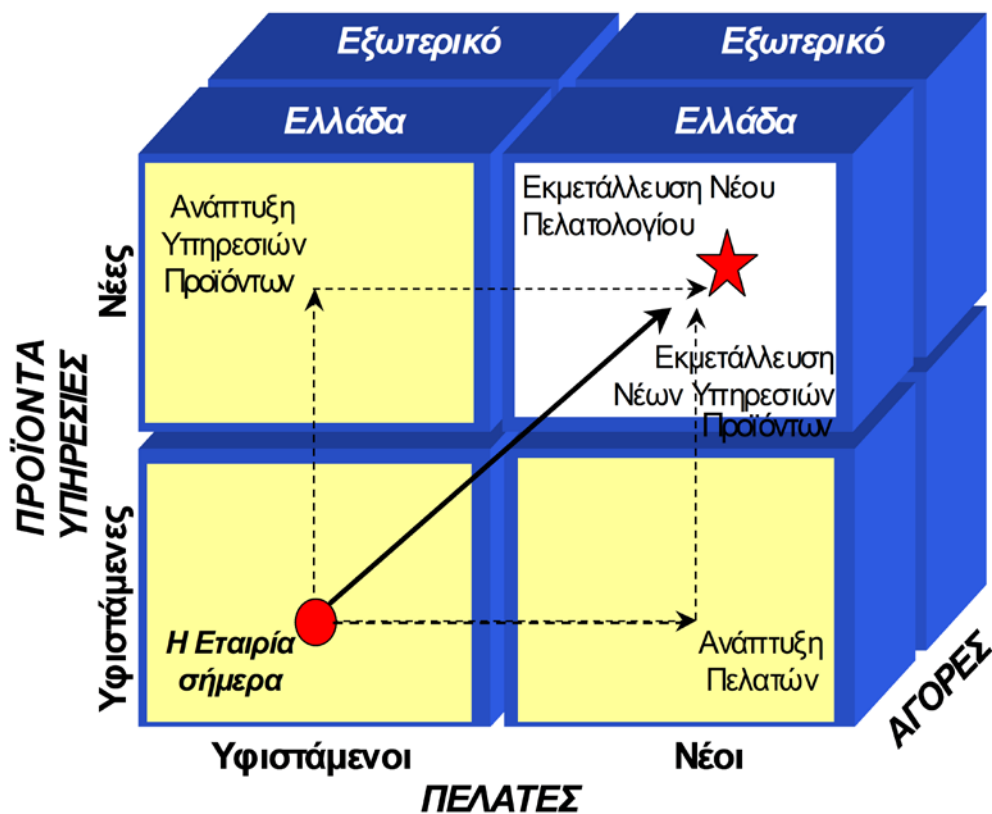 Εξωτερικό
Εξωτερικό
Ελλάδα
Ελλάδα
Ανάπτυξη
Υπηρεσιών
Προϊόντων
Εκμετάλλευση Νέου
Πελατολογίου
Εκμετάλλευση
Νέων Υπηρεσιών
Προϊόντων
Νέες
ΠΡΟΪΟΝΤΑ
ΥΠΗΡΕΣΙΕΣ
Υφιστάμενες
Η Εταιρία
σήμερα
Ανάπτυξη
Πελατών
ΑΓΟΡΕΣ
Υφιστάμενοι
Νέοι
ΠΕΛΑΤΕΣ